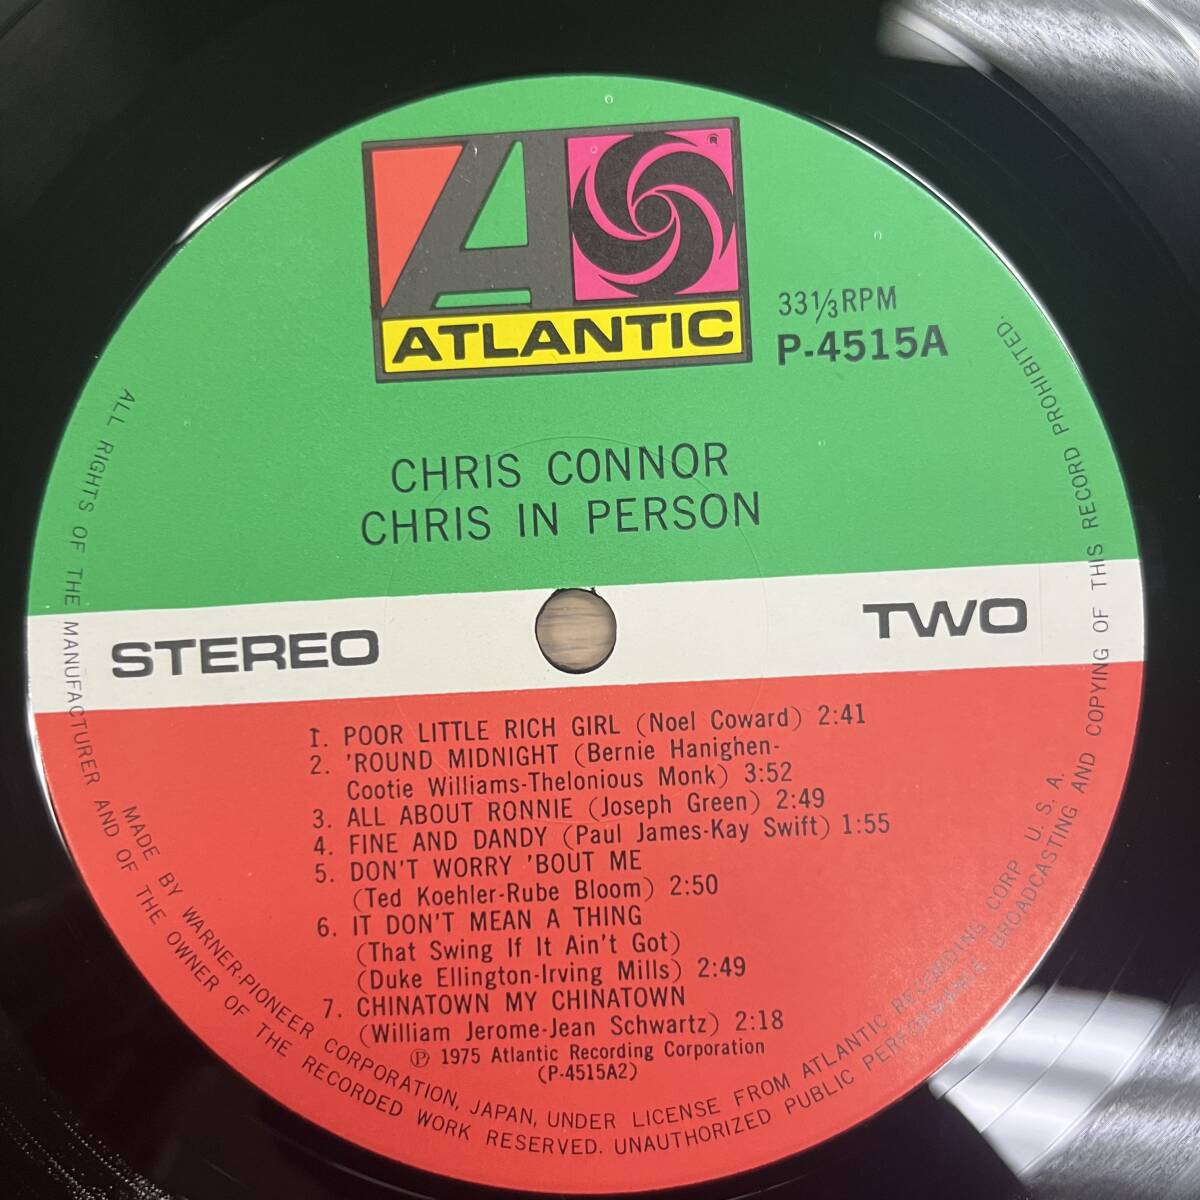 ATLANTIC
33 1/3 RPM
P-4515A
CHRIS CONNOR
CHRIS IN PERSON
STEREO
TWO
1. POOR LITTLE RICH GIRL (Noel Coward) 2:41
2. 'ROUND MIDNIGHT (Bernie Hanighen-
Cootie Williams-Thelonious Monk) 3:52
3. ALL ABOUT RONNIE (Joseph Green) 2:49
4. FINE AND DANDY (Paul James-Kay Swift) 1:55
5. DON'T WORRY 'BOUT ME
(Ted Koehler-Rube Bloom) 2:50
6. IT DON'T MEAN A THING
(That Swing If It Ain't Got)
(Duke Ellington-Irving Mills) 2:49
7. CHINATOWN MY CHINATOWN
(William Jerome-Jean Schwartz) 2:18
Ⓟ 1975 Atlantic Recording Corporation
(P-4515A2)
MADE BY WARNER-PIONEER CORPORATION, JAPAN, UNDER LICENSE FROM ATLANTIC RECORDING CORP. U. S. A.
ALL RIGHTS OF THE MANUFACTURER AND OF THE OWNER OF THE RECORDED WORK RESERVED. UNAUTHORIZED PUBLIC PERFORMANCE BROADCASTING AND COPYING OF THIS RECORD PROHIBITED.